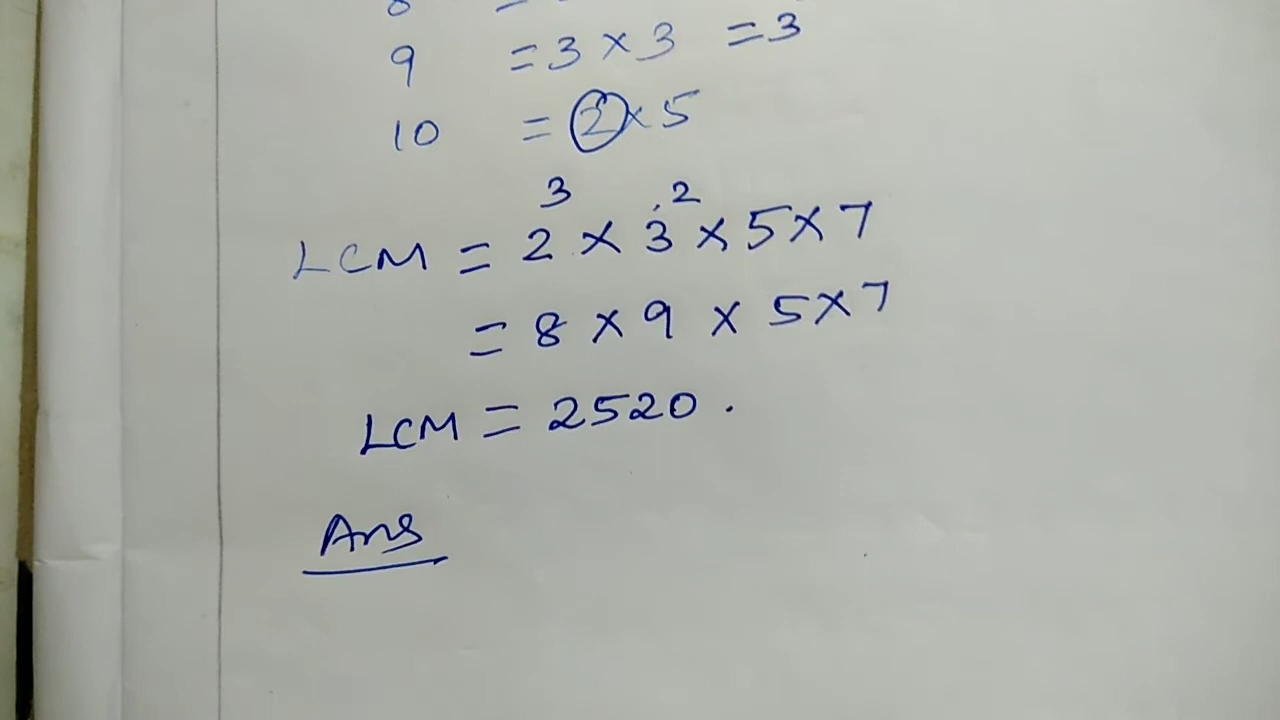 8 =
9 = 3 × 3 = 3
10 = 2 × 5
LCM = 2³ × 3² × 5 × 7
= 8 × 9 × 5 × 7
LCM = 2520.
Ans